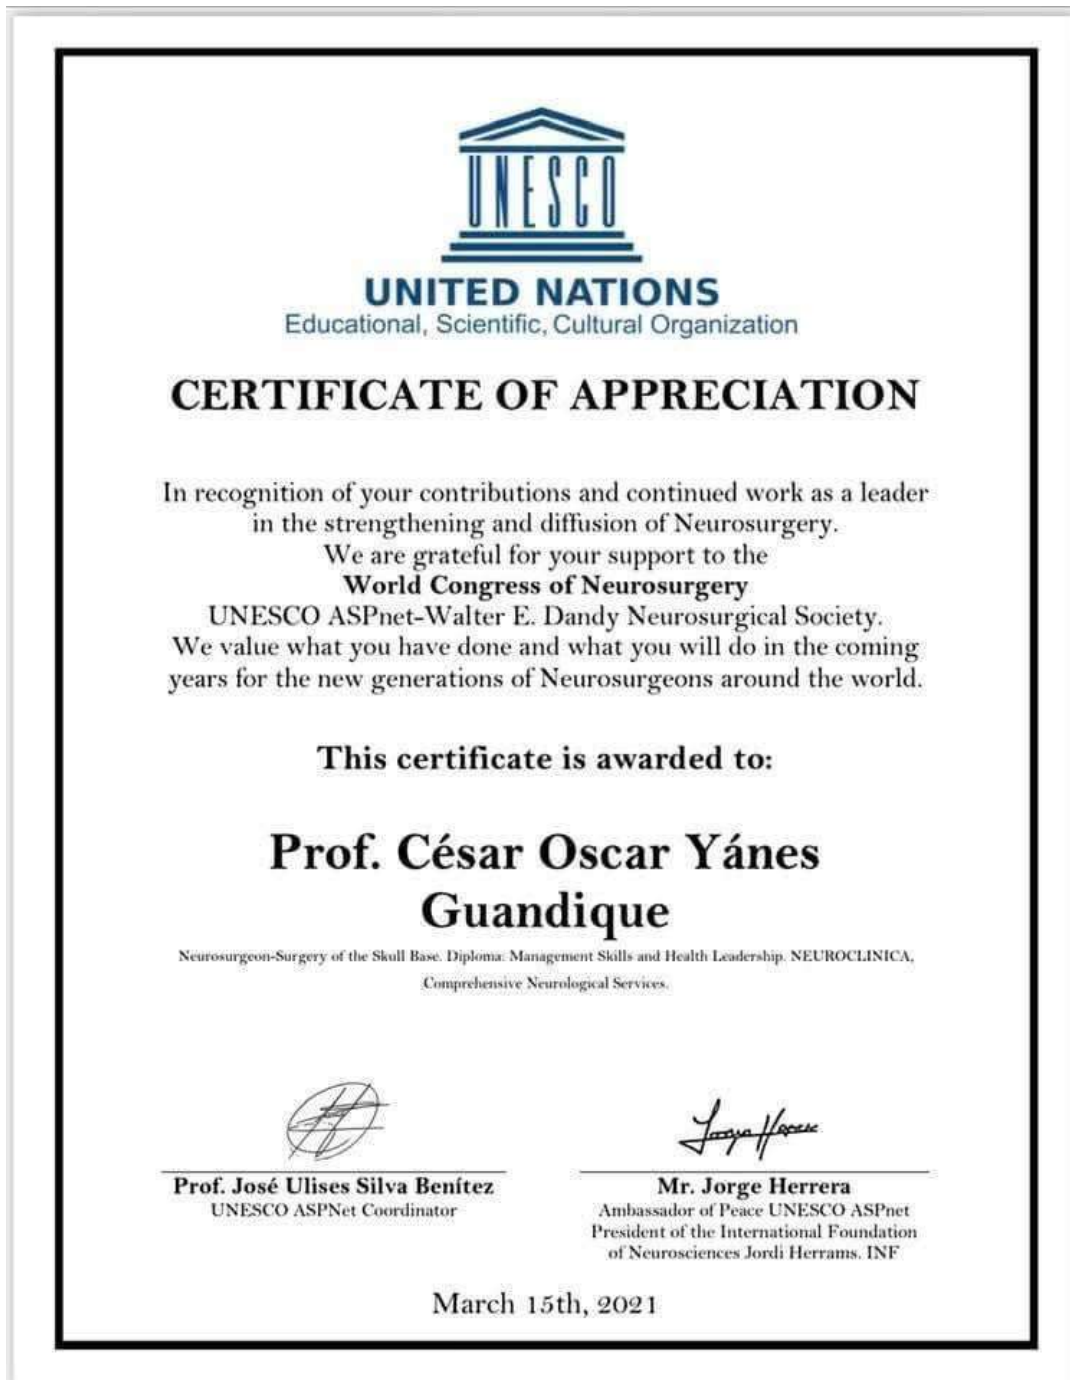 UNESCO
UNITED NATIONS
Educational, Scientific, Cultural Organization
CERTIFICATE OF APPRECIATION
In recognition of your contributions and continued work as a leader
in the strengthening and diffusion of Neurosurgery.
We are grateful for your support to the
World Congress of Neurosurgery
UNESCO ASPnet-Walter E. Dandy Neurosurgical Society.
We value what you have done and what you will do in the coming
years for the new generations of Neurosurgeons around the world.
This certificate is awarded to:
Prof. César Oscar Yánes
Guandique
Neurosurgeon-Surgery of the Skull Base. Diploma: Management Skills and Health Leadership. NEUROCLINICA,
Comprehensive Neurological Services.
Prof. José Ulises Silva Benítez
UNESCO ASPNet Coordinator
Mr. Jorge Herrera
Ambassador of Peace UNESCO ASPnet
President of the International Foundation
of Neurosciences Jordi Herrams. INF
March 15th, 2021